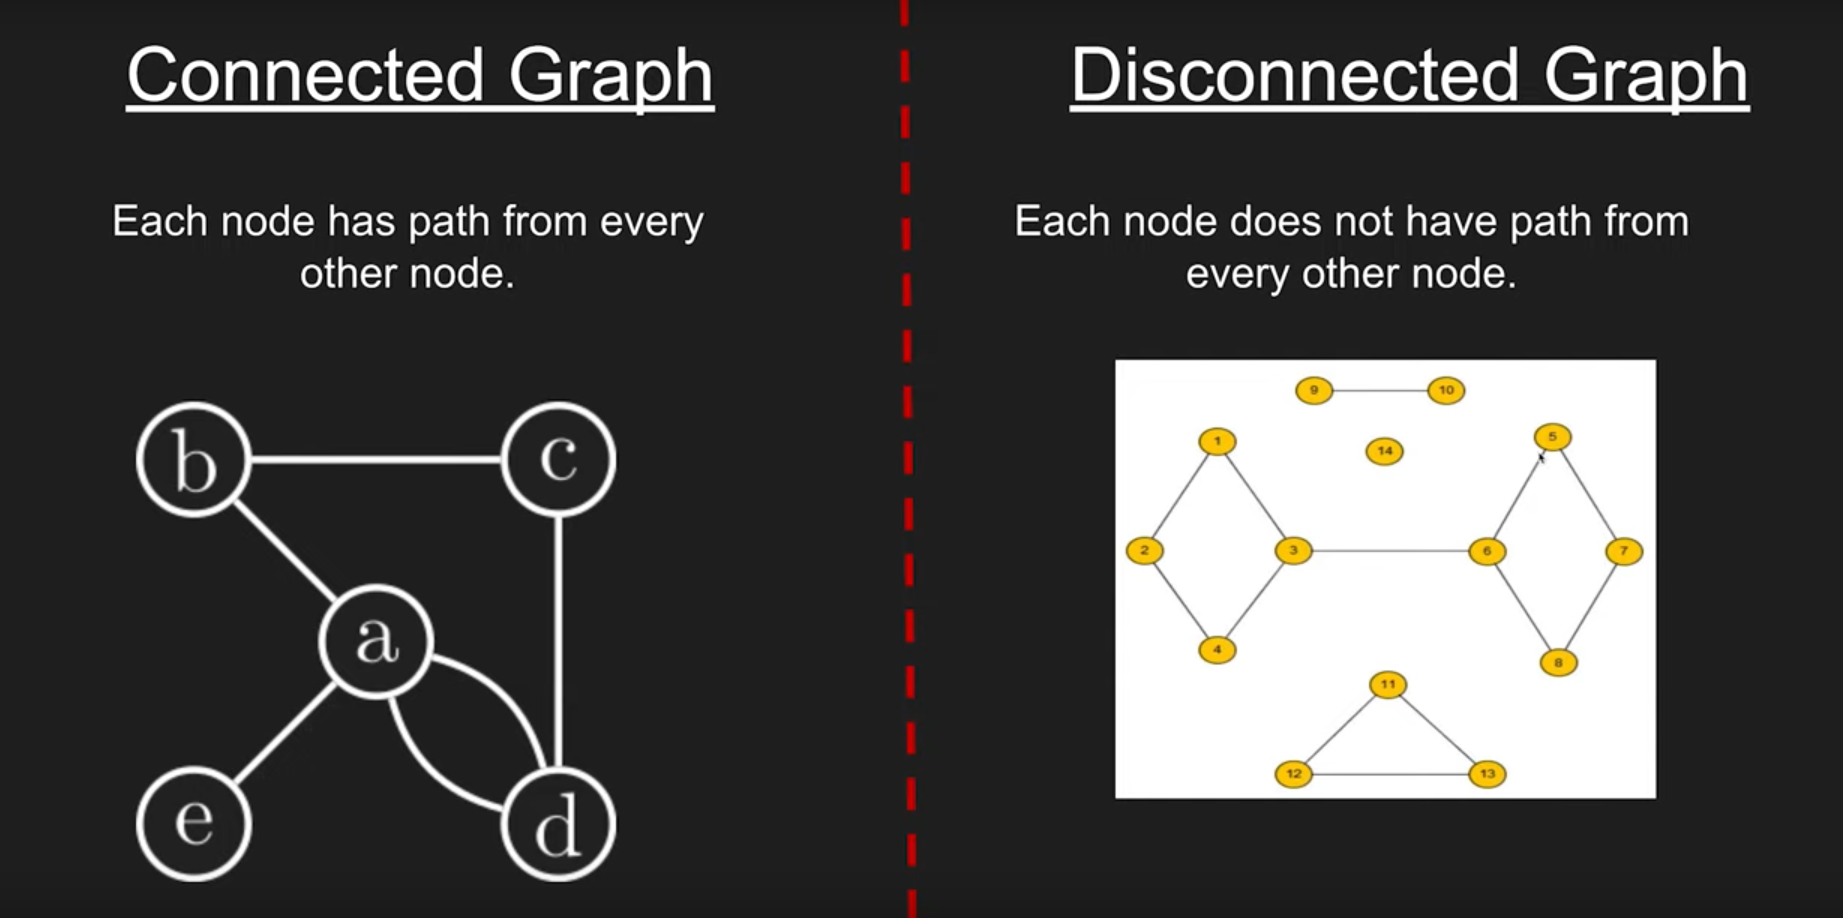 Connected Graph
Each node has path from every
other node.
b
c
a
e
d
Disconnected Graph
Each node does not have path from
every other node.
9
10
1
14
5
2
3
6
7
4
8
11
12
13